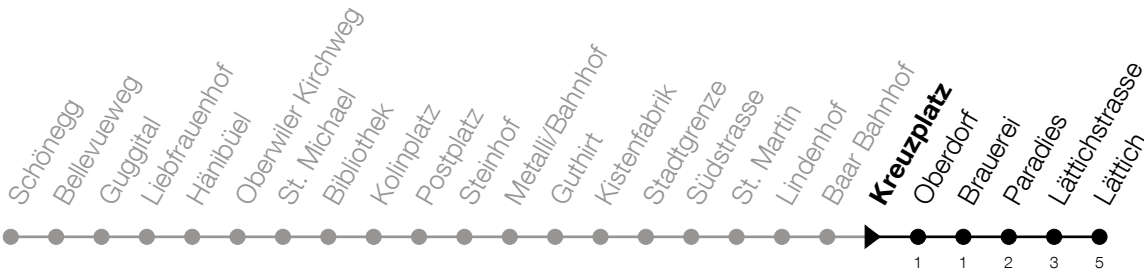 Schönegg
Bellevueweg
Guggital
Liebfrauenhof
Hänibüel
Oberwiler Kirchweg
St. Michael
Bibliothek
Kolinplatz
Postplatz
Steinhof
Metalli/Bahnhof
Guthirt
Kistenfabrik
Stadtgrenze
Südstrasse
St. Martin
Lindenhof
Baar Bahnhof
Kreuzplatz
Oberdorf
Brauerei
Paradies
Lättichstrasse
Lättich
1 1 2 3 5